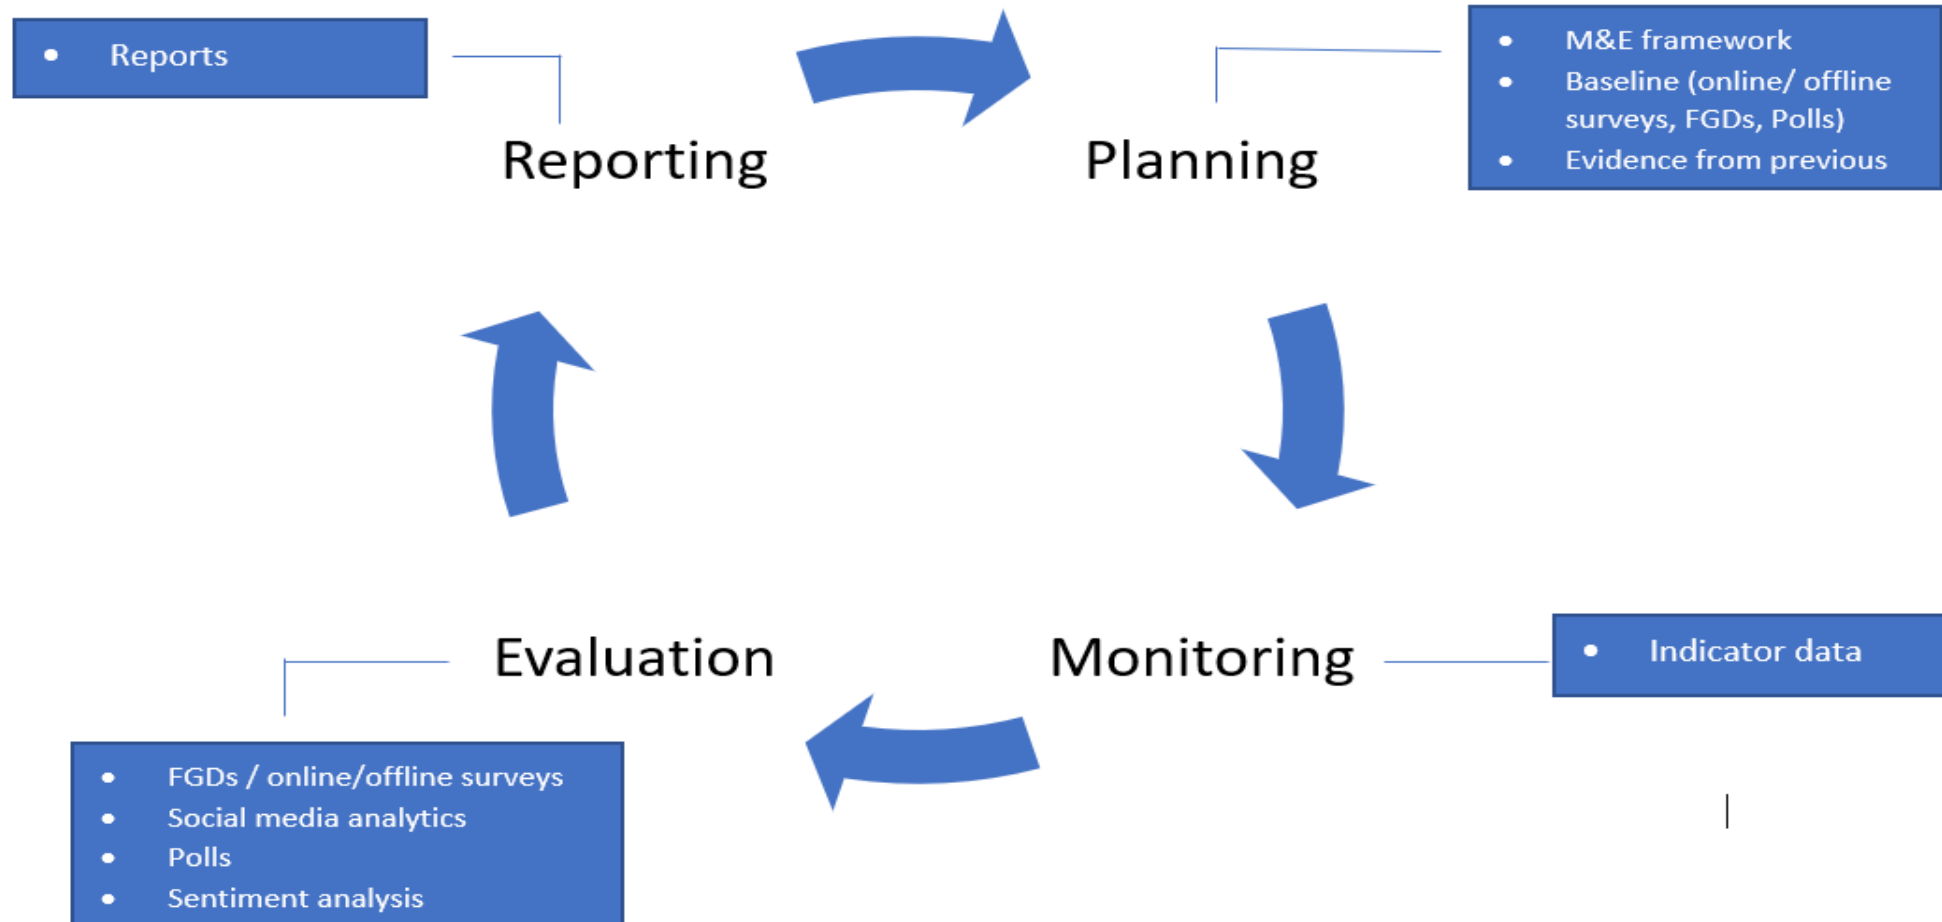 Reports
Reporting
Planning
M&E framework
Baseline (online/ offline
surveys, FGDs, Polls)
Evidence from previous
Evaluation
Monitoring
Indicator data
FGDs / online/offline surveys
Social media analytics
Polls
Sentiment analysis